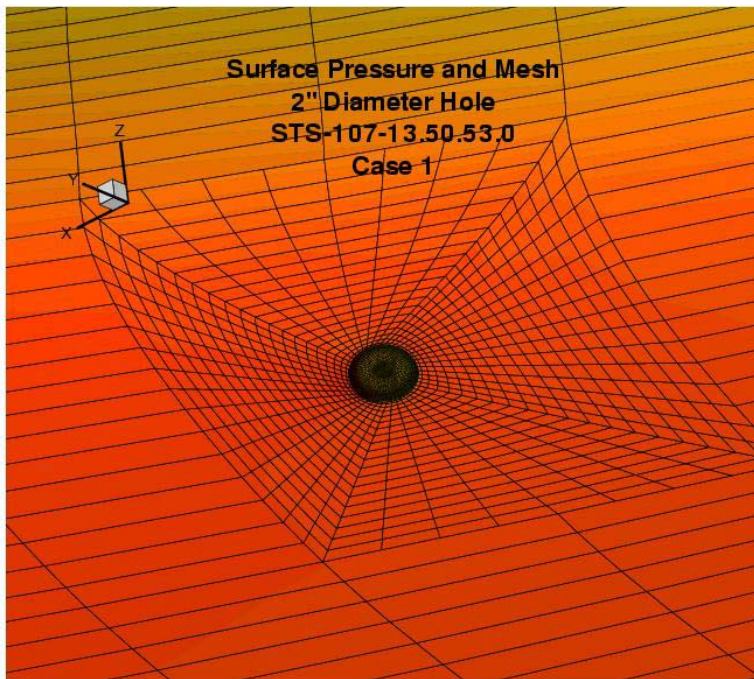 Surface Pressure and Mesh
2" Diameter Hole
STS-107-13.50.53.0
Case 1
Z
Y
X